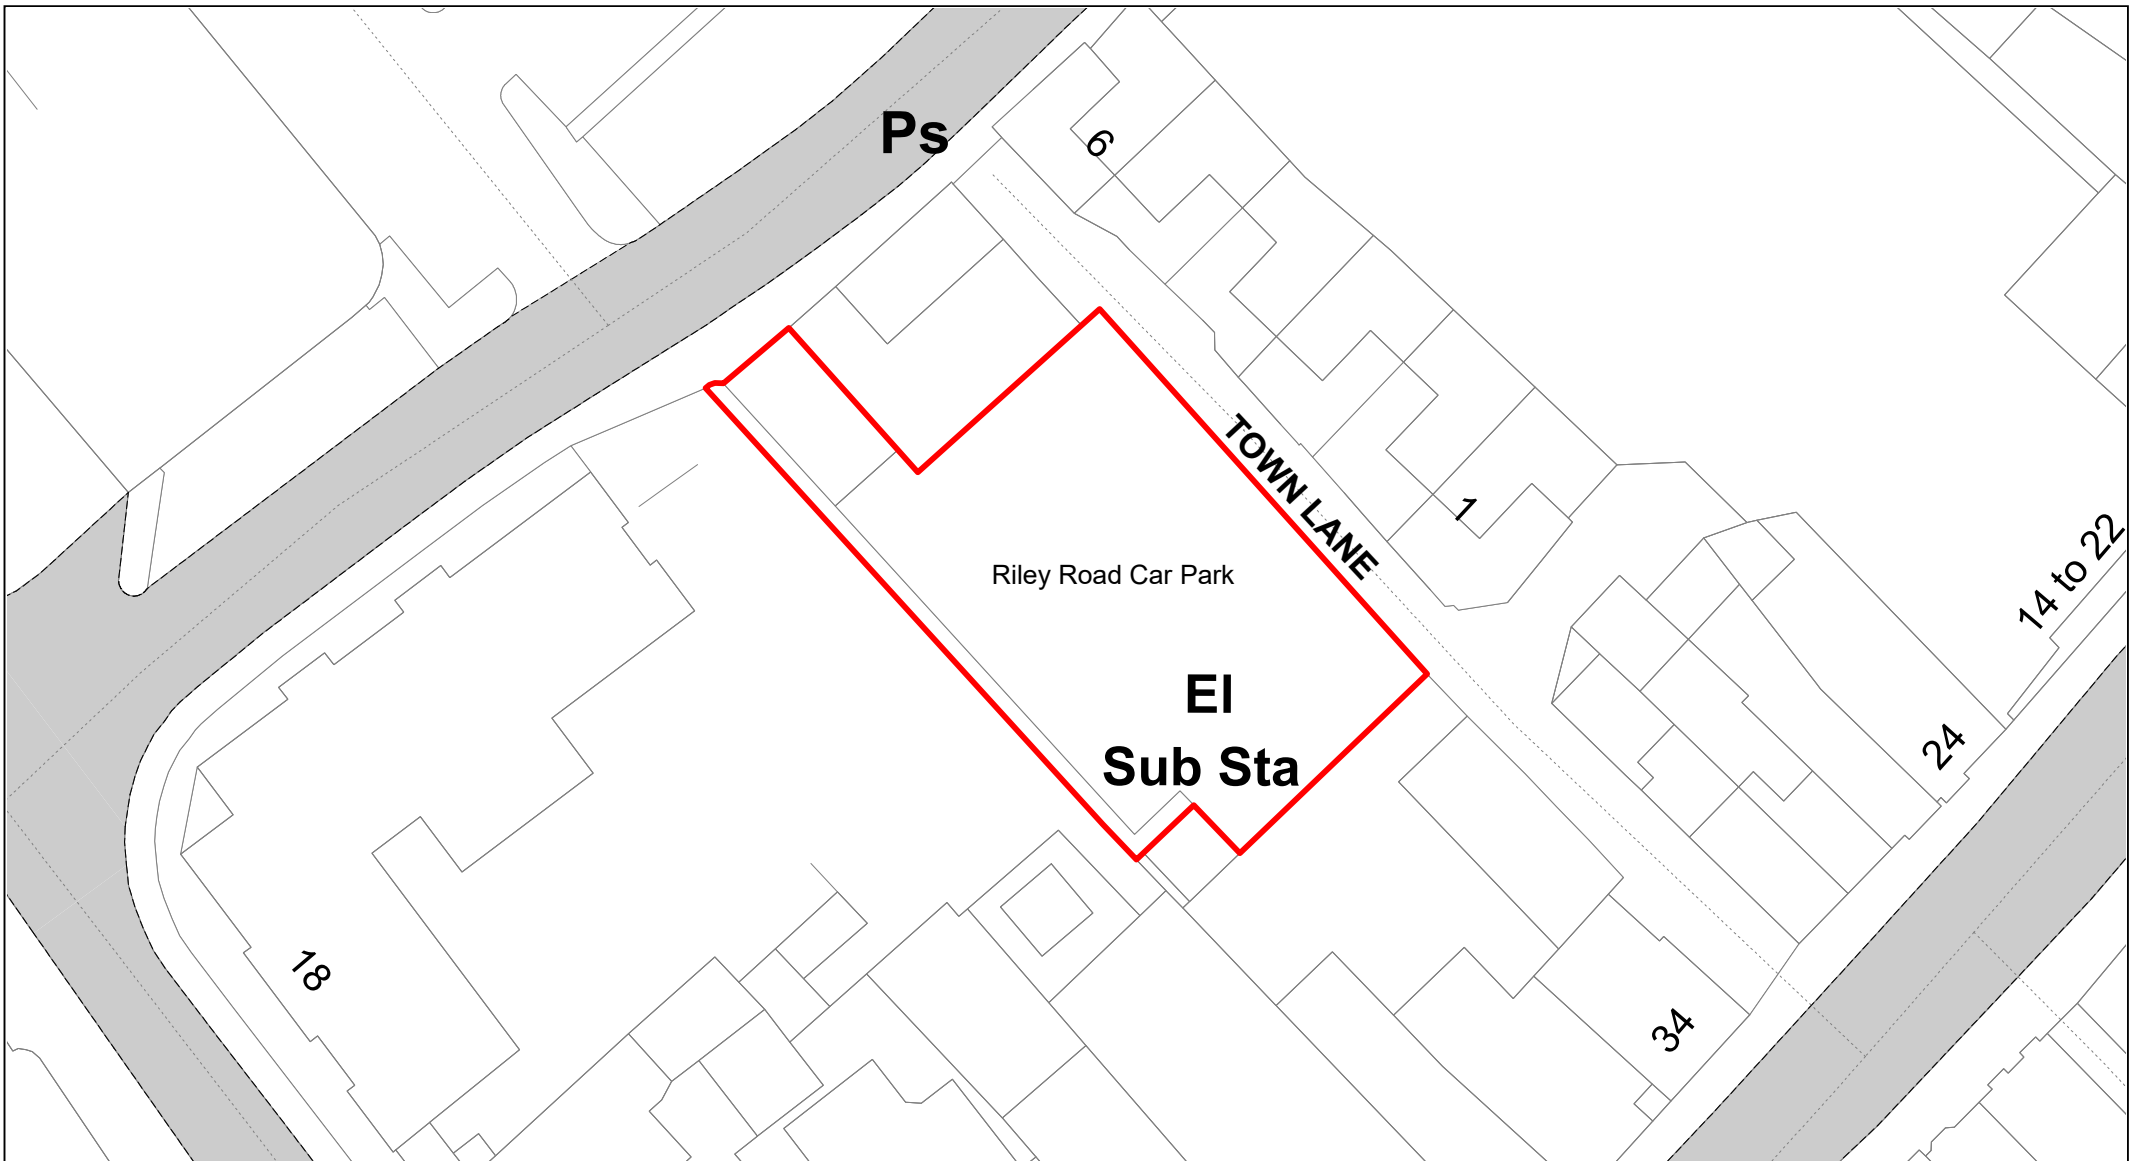 Ps
6
TOWN LANE
1
14 to 22
Riley Road Car Park
El
Sub Sta
24
18
34